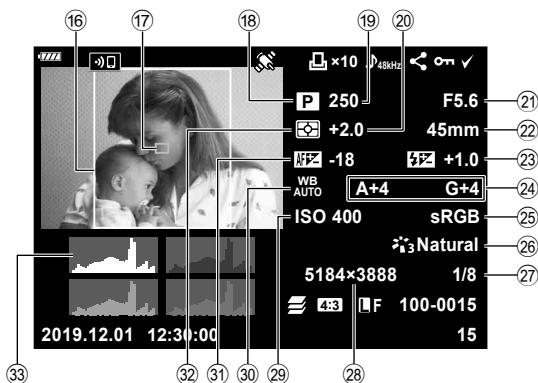 ⑯ ⑰ ⑱ ⑲ ⑳
×10 48kHz
P 250 F5.6 ㉑
+2.0 45mm ㉒
AF -18 +1.0 ㉓
WB AUTO A+4 G+4 ㉔
ISO 400 sRGB ㉕
3 Natural ㉖
5184×3888 1/8 ㉗
4:3 L F 100-0015
2019.12.01 12:30:00 15
㉝ ㉜ ㉛ ㉚ ㉙ ㉘